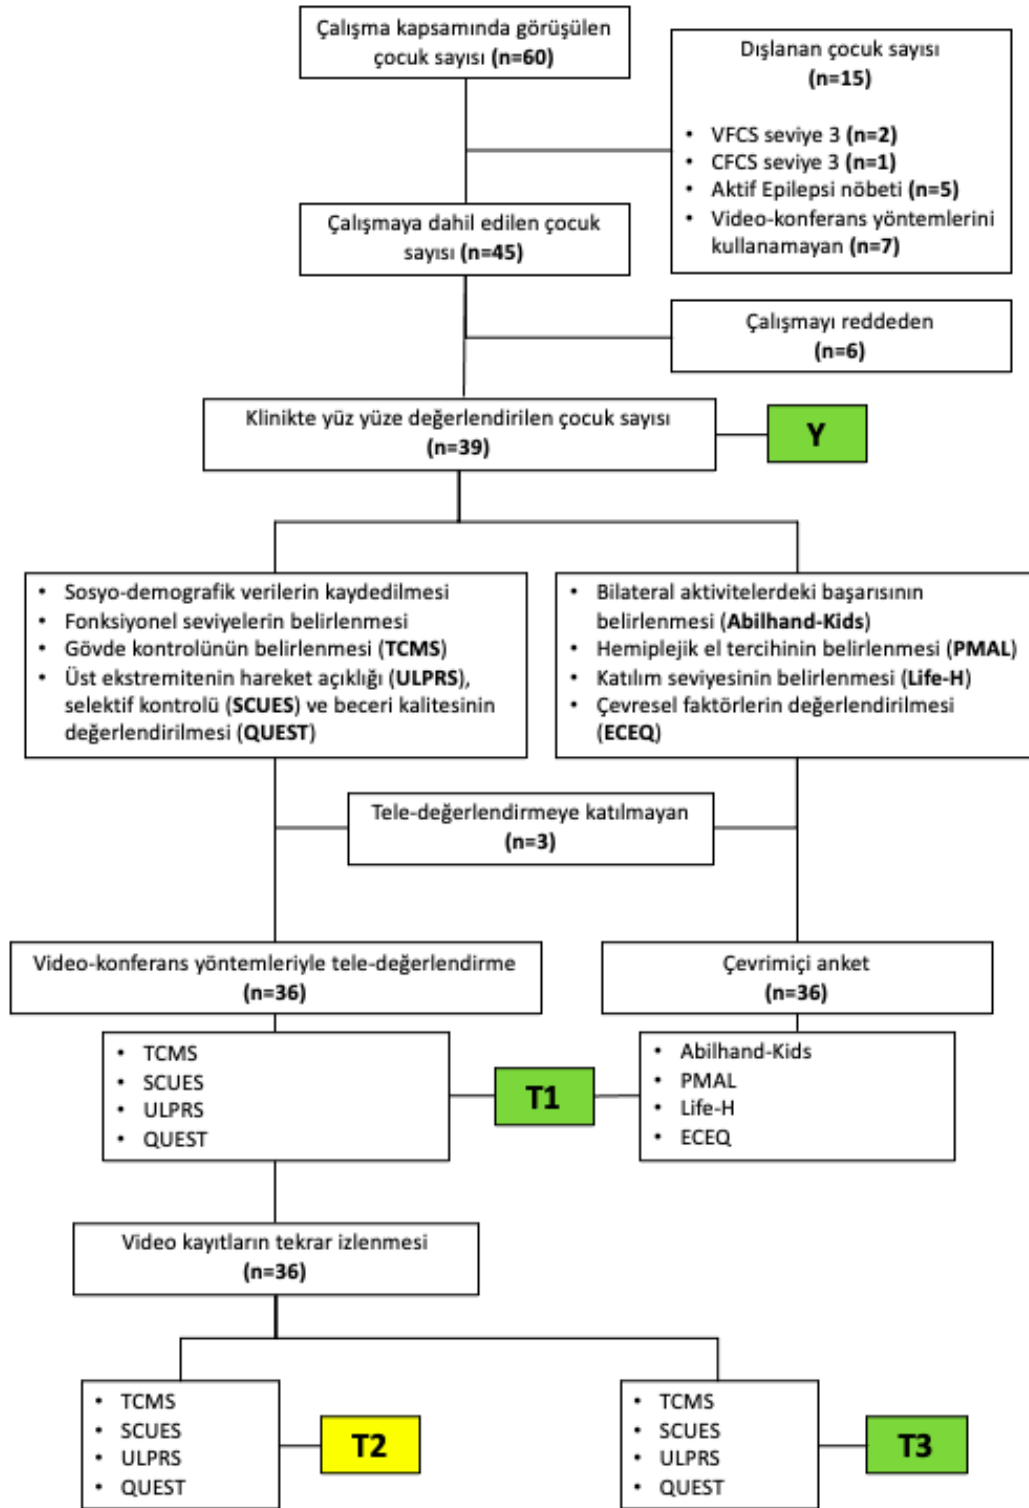 Çalışma kapsamında görüşülen
çocuk sayısı (n=60)
Dışlanan çocuk sayısı
(n=15)
• VFCS seviye 3 (n=2)
• CFCS seviye 3 (n=1)
• Aktif Epilepsi nöbeti (n=5)
• Video-konferans yöntemlerini
kullanamayan (n=7)
Çalışmaya dahil edilen çocuk
sayısı (n=45)
Çalışmayı reddeden
(n=6)
Klinikte yüz yüze değerlendirilen çocuk sayısı
(n=39)
Y
• Sosyo-demografik verilerin kaydedilmesi
• Fonksiyonel seviyelerin belirlenmesi
• Gövde kontrolünün belirlenmesi (TCMS)
• Üst ekstremitenin hareket açıklığı (ULPRS),
selektif kontrolü (SCUES) ve beceri kalitesinin
değerlendirilmesi (QUEST)
• Bilateral aktivitelerdeki başarısının
belirlenmesi (Abilhand-Kids)
• Hemiplejik el tercihinin belirlenmesi (PMAL)
• Katılım seviyesinin belirlenmesi (Life-H)
• Çevresel faktörlerin değerlendirilmesi
(ECEQ)
Tele-değerlendirmeye katılmayan
(n=3)
Video-konferans yöntemleriyle tele-değerlendirme
(n=36)
Çevrimiçi anket
(n=36)
• TCMS
• SCUES
• ULPRS
• QUEST
T1
• Abilhand-Kids
• PMAL
• Life-H
• ECEQ
Video kayıtların tekrar izlenmesi
(n=36)
• TCMS
• SCUES
• ULPRS
• QUEST
T2
• TCMS
• SCUES
• ULPRS
• QUEST
T3